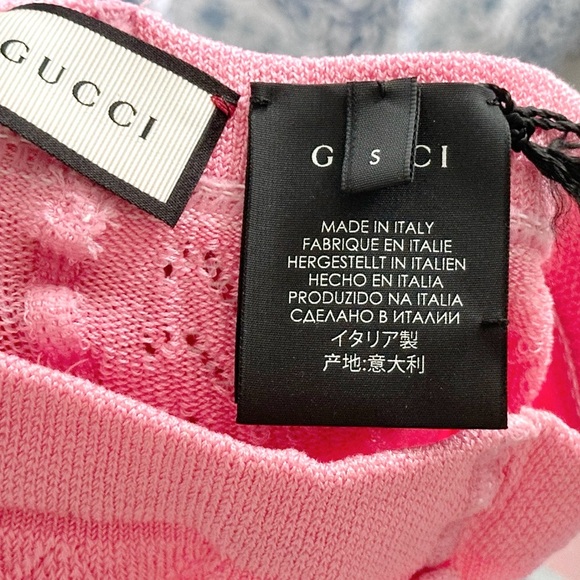 GUCCI
S
G CCI
MADE IN ITALY
FABRIQUE EN ITALIE
HERGESTELLT IN ITALIEN
HECHO EN ITALIA
PRODUZIDO NA ITALIA
СДЕЛАНО В ИТАЛИИ
イタリア製
产地:意大利